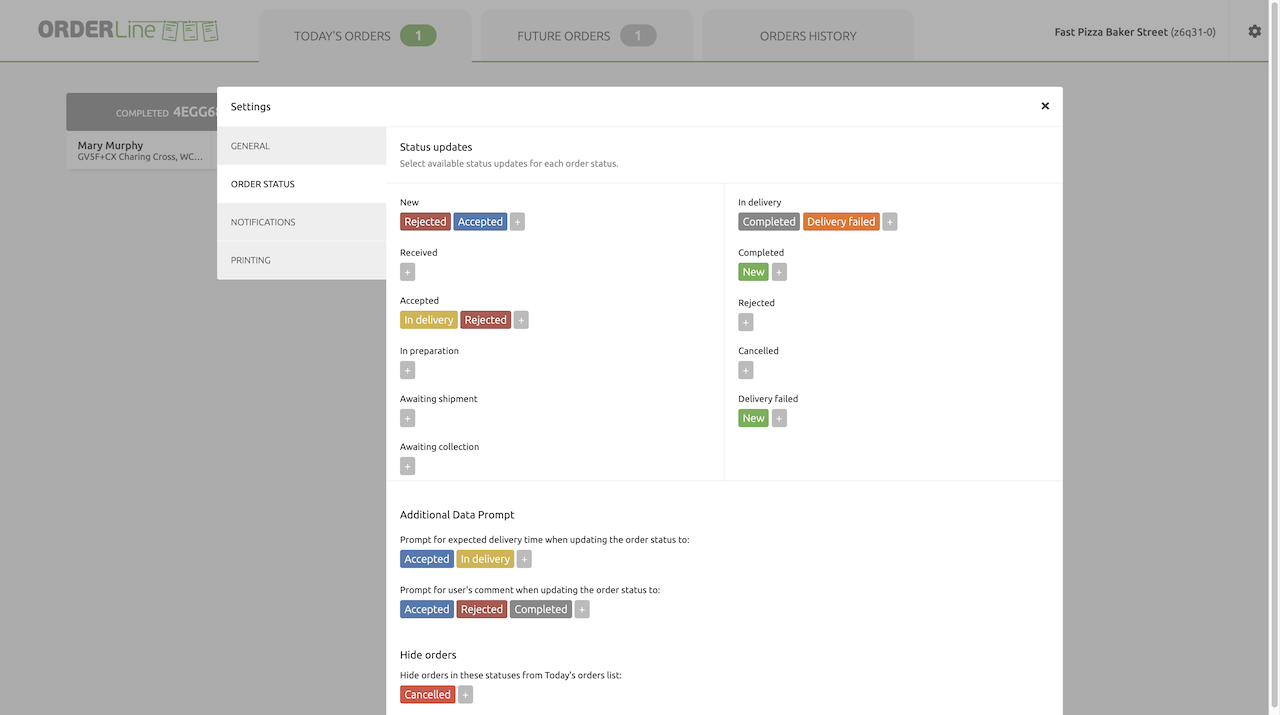 ORDERLine
TODAY'S ORDERS 1
FUTURE ORDERS 1
ORDERS HISTORY
Fast Pizza Baker Street (z6q31-0)
COMPLETED
Mary Murphy
GV5F+CX Charing Cross, WC...
Settings
×
GENERAL
ORDER STATUS
NOTIFICATIONS
PRINTING
Status updates
Select available status updates for each order status.
New
Rejected Accepted +
Received
+
Accepted
In delivery Rejected +
In preparation
+
Awaiting shipment
+
Awaiting collection
+
In delivery
Completed Delivery failed +
Completed
New +
Rejected
+
Cancelled
+
Delivery failed
New +
Additional Data Prompt
Prompt for expected delivery time when updating the order status to:
Accepted In delivery +
Prompt for user's comment when updating the order status to:
Accepted Rejected Completed +
Hide orders
Hide orders in these statuses from Today's orders list:
Cancelled +